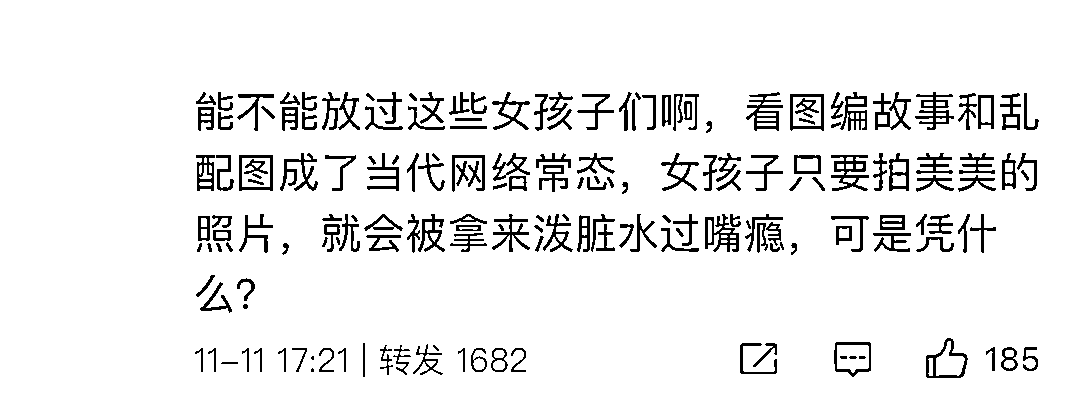 能不能放过这些女孩子们啊，看图编故事和乱
配图成了当代网络常态，女孩子只要拍美美的
照片，就会被拿来泼脏水过嘴瘾，可是凭什
么？
11-11 17:21 | 转发 1682 185